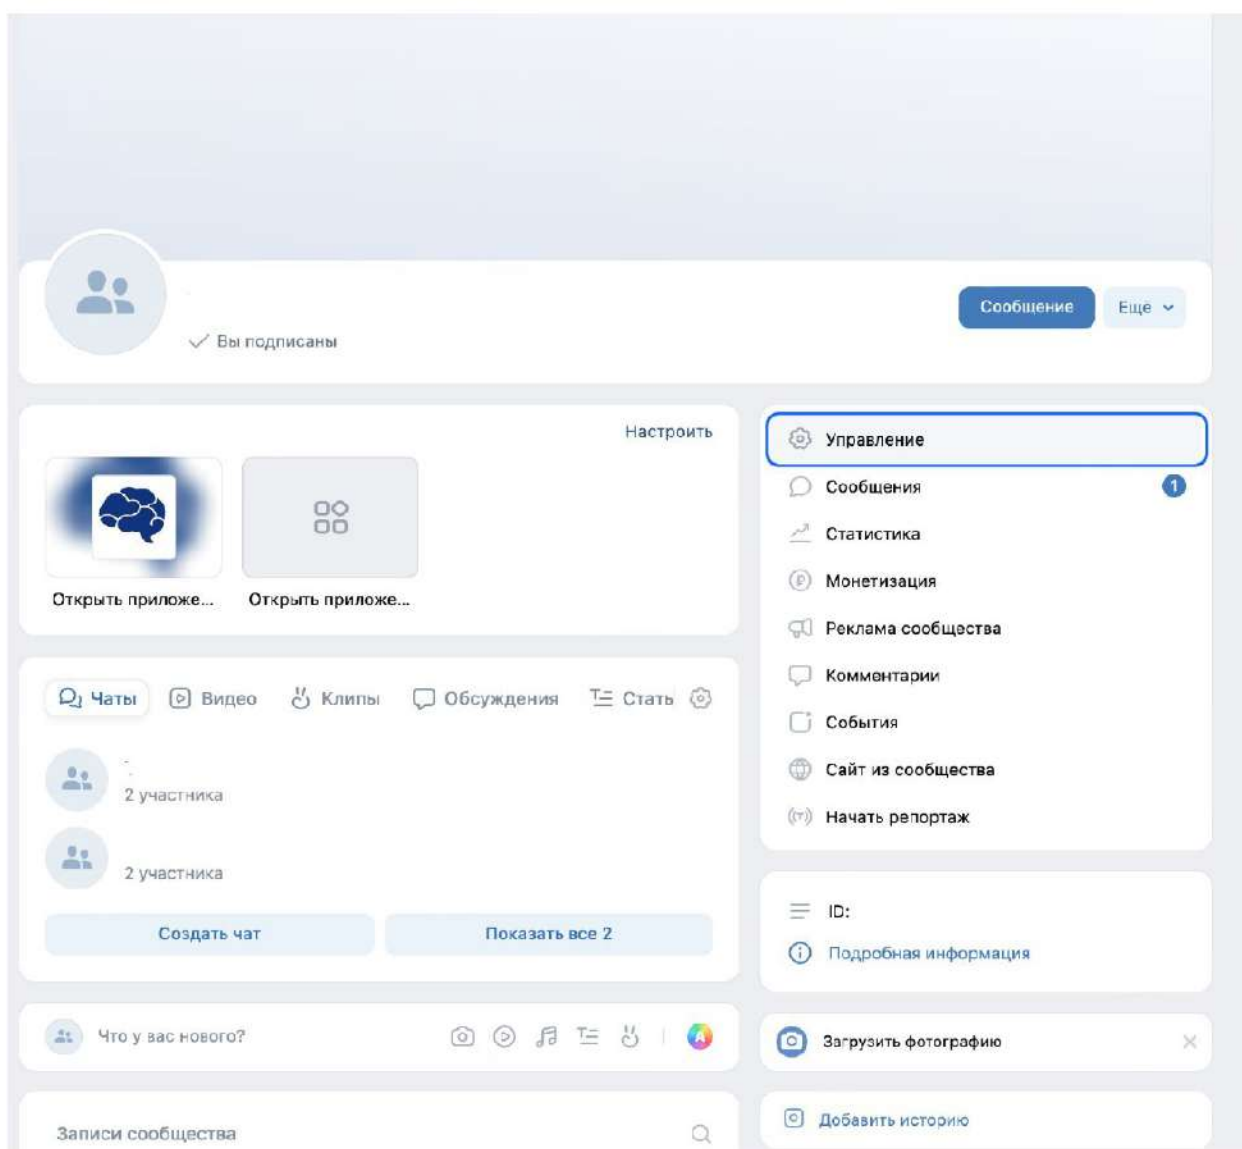 Сообщение
Ещё
Вы подписаны
Настроить
Открыть приложе...
Открыть приложе...
Чаты
Видео
Клипы
Обсуждения
Стать
2 участника
2 участника
Создать чат
Показать все 2
Что у вас нового?
Записи сообщества
Управление
Сообщения
1
Статистика
Монетизация
Реклама сообщества
Комментарии
События
Сайт из сообщества
Начать репортаж
ID:
Подробная информация
Загрузить фотографию
Добавить историю